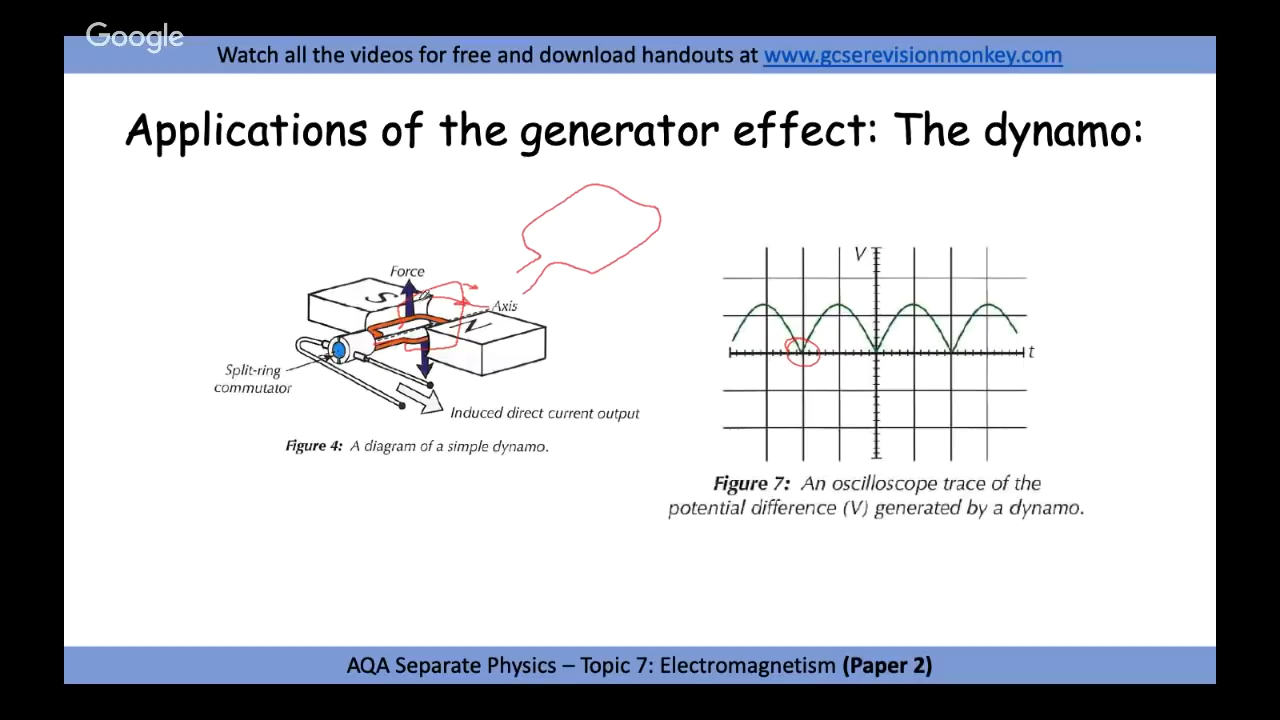 Google
Watch all the videos for free and download handouts at www.gcserevisionmonkey.com
Applications of the generator effect: The dynamo:
Force
S
Axis
N
Split-ring
commutator
Induced direct current output
Figure 4: A diagram of a simple dynamo.
V
t
Figure 7: An oscilloscope trace of the
potential difference (V) generated by a dynamo.
AQA Separate Physics – Topic 7: Electromagnetism (Paper 2)